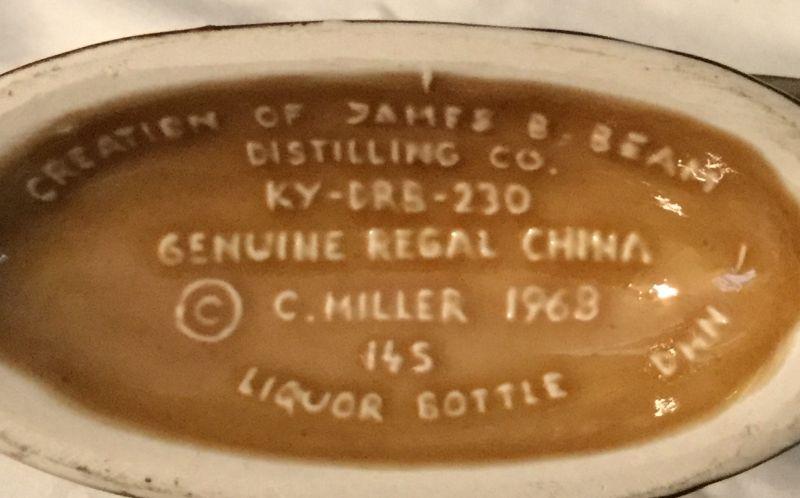 CREATION OF JAMES B. BEAM
DISTILLING CO.
KY-DRB-230
GENUINE REGAL CHINA
© C. MILLER 1968
145
LIQUOR BOTTLE